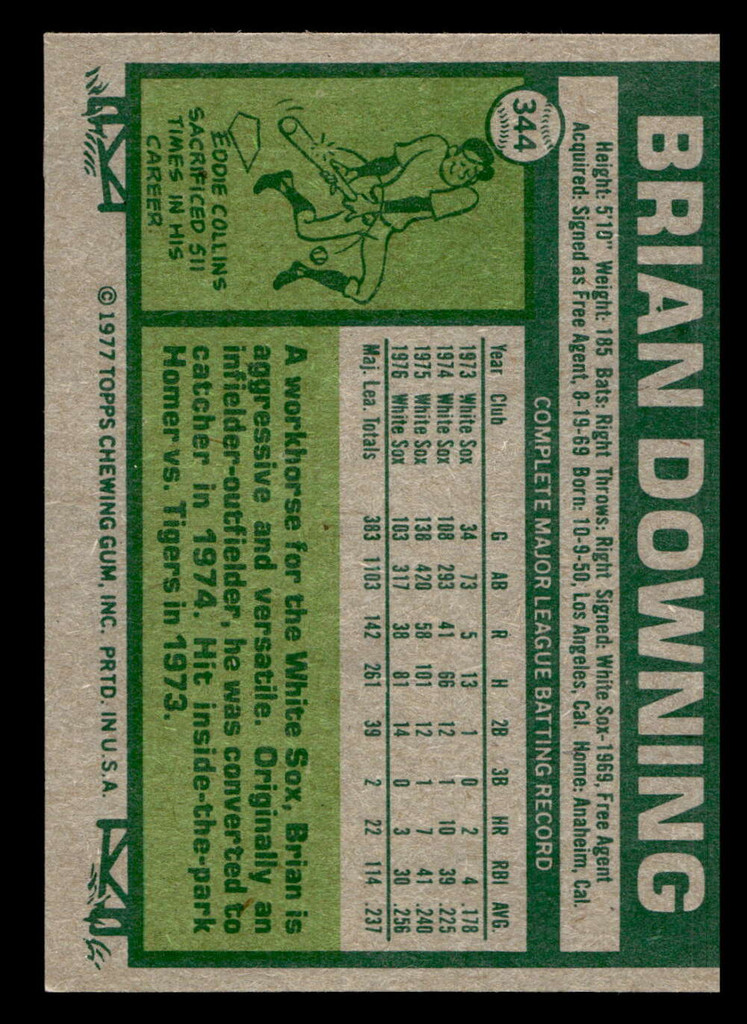 BRIAN DOWNING
344
Height: 5'10" Weight: 185 Bats: Right Throws: Right Signed: White Sox-1969, Free Agent
Acquired: Signed as Free Agent, 8-19-69 Born: 10-9-50, Los Angeles, Cal. Home: Anaheim, Cal.
COMPLETE MAJOR LEAGUE BATTING RECORD
Year Club G AB R H 2B 3B HR RBI AVG.
1973 White Sox 34 73 5 13 1 0 2 4 .178
1974 White Sox 108 293 41 66 12 1 10 39 .225
1975 White Sox 138 420 58 101 12 1 7 41 .240
1976 White Sox 103 317 38 81 14 0 3 30 .256
Maj. Lea. Totals 383 1103 142 261 39 2 22 114 .237
EDDIE COLLINS
SACRIFICED 511
TIMES IN HIS
CAREER
A workhorse for the White Sox, Brian is
aggressive and versatile. Originally an
infielder-outfielder, he was converted to
catcher in 1974. Hit inside-the-park
Homer vs. Tigers in 1973.
© 1977 TOPPS CHEWING GUM, INC. PRTD. IN U.S.A.